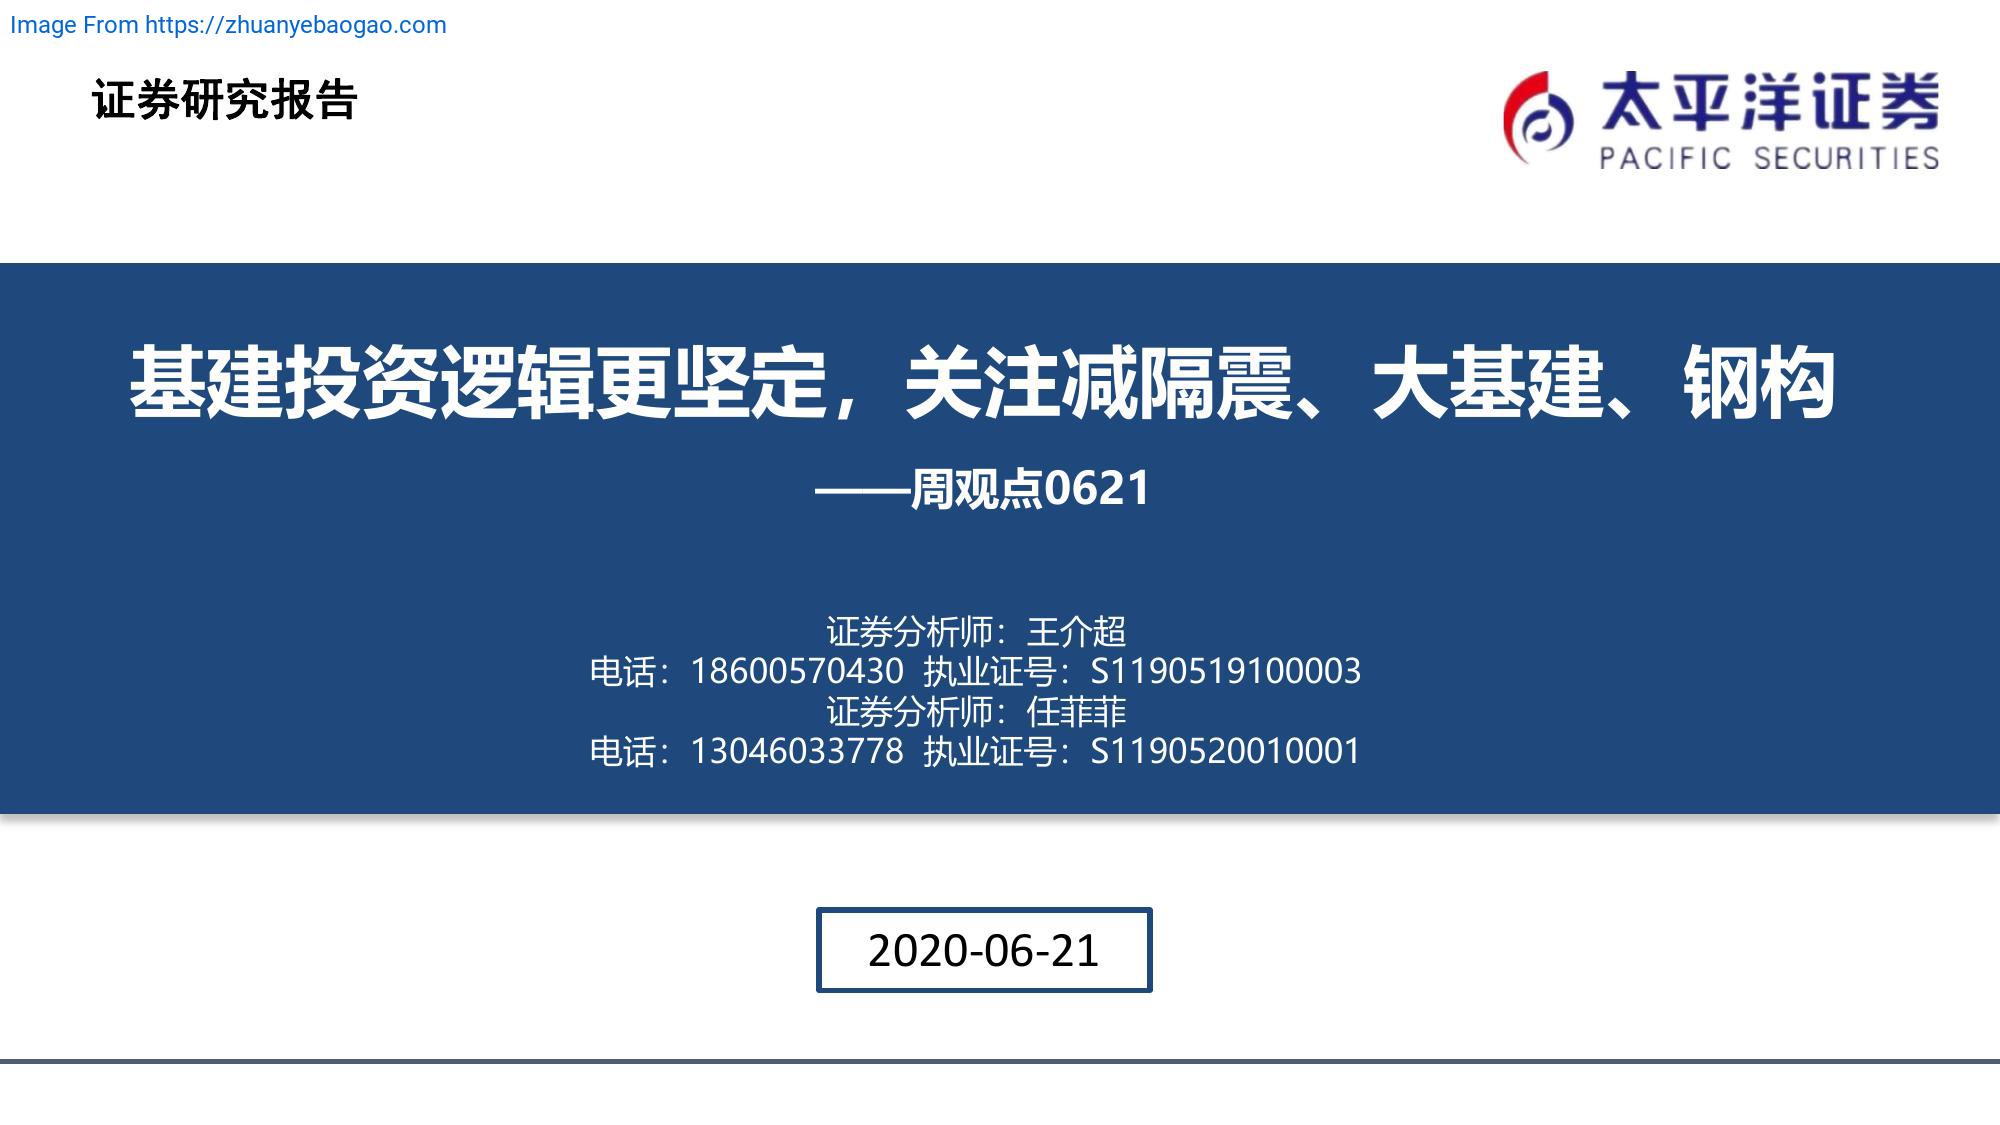 Image From https://zhuanyebaogao.com
证券研究报告
太平洋证券
PACIFIC SECURITIES
基建投资逻辑更坚定，关注减隔震、大基建、钢构
——周观点0621
证券分析师：王介超
电话：18600570430 执业证号：S1190519100003
证券分析师：任菲菲
电话：13046033778 执业证号：S1190520010001
2020-06-21